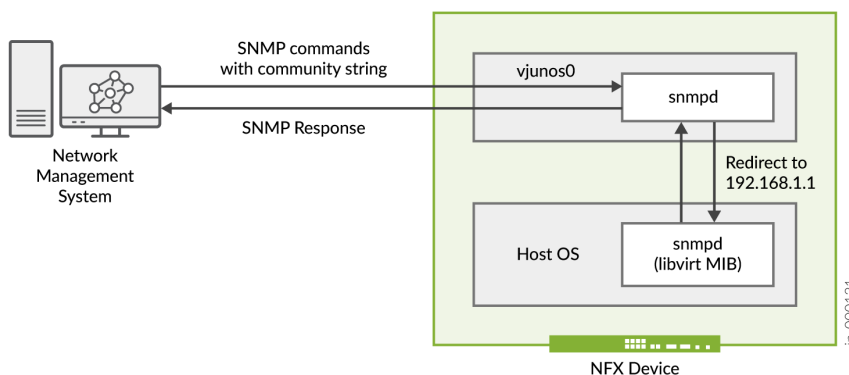 SNMP commands
with community string
SNMP Response
Network
Management
System
vjunos0
snmpd
Redirect to
192.168.1.1
Host OS
snmpd
(libvirt MIB)
NFX Device